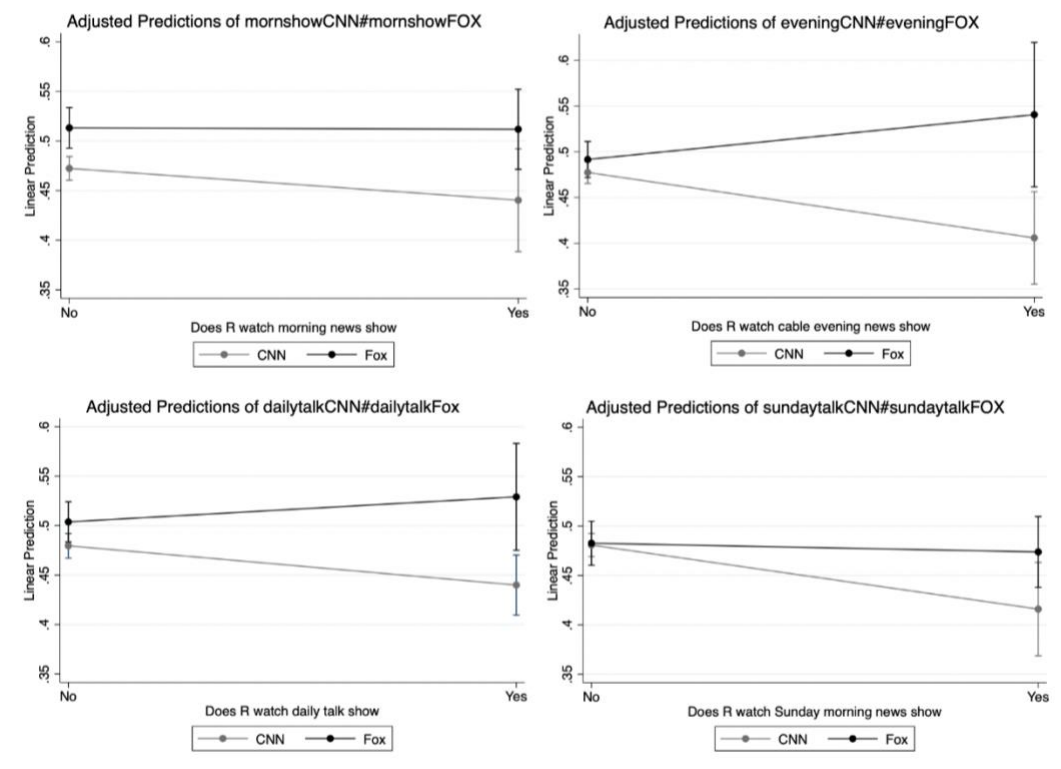 Adjusted Predictions of mornshowCNN#mornshowFOX
.6
.55
.5
.45
.4
.35
Linear Prediction
No
Yes
Does R watch morning news show
CNN
Fox
Adjusted Predictions of eveningCNN#eveningFOX
.6
.55
.5
.45
.4
.35
Linear Prediction
No
Yes
Does R watch cable evening news show
CNN
Fox
Adjusted Predictions of dailytalkCNN#dailytalkFox
.6
.55
.5
.45
.4
.35
Linear Prediction
No
Yes
Does R watch daily talk show
CNN
Fox
Adjusted Predictions of sundaytalkCNN#sundaytalkFOX
.6
.55
.5
.45
.4
.35
Linear Prediction
No
Yes
Does R watch Sunday morning news show
CNN
Fox